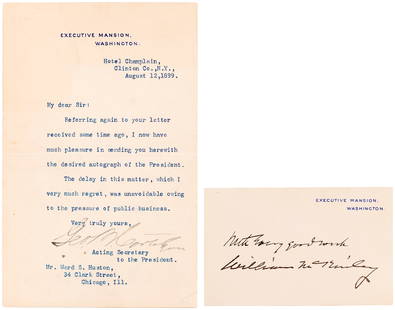 EXECUTIVE MANSION,
WASHINGTON.
Hotel Champlain,
Clinton Co.,N.Y.,
August 12,1899.
My dear Sir:
Referring again to your letter
received some time ago, I now have
much pleasure in sending you herewith
the desired autograph of the President.
The delay in this matter, which I
very much regret, was unavoidable owing
to the pressure of public business.
Very truly yours,
Geo B Cortelyou
Acting Secretary
to the President.
Mr. Ward S. Huston,
34 Clark Street,
Chicago, Ill.
EXECUTIVE MANSION,
WASHINGTON.
With every good wish
William McKinley